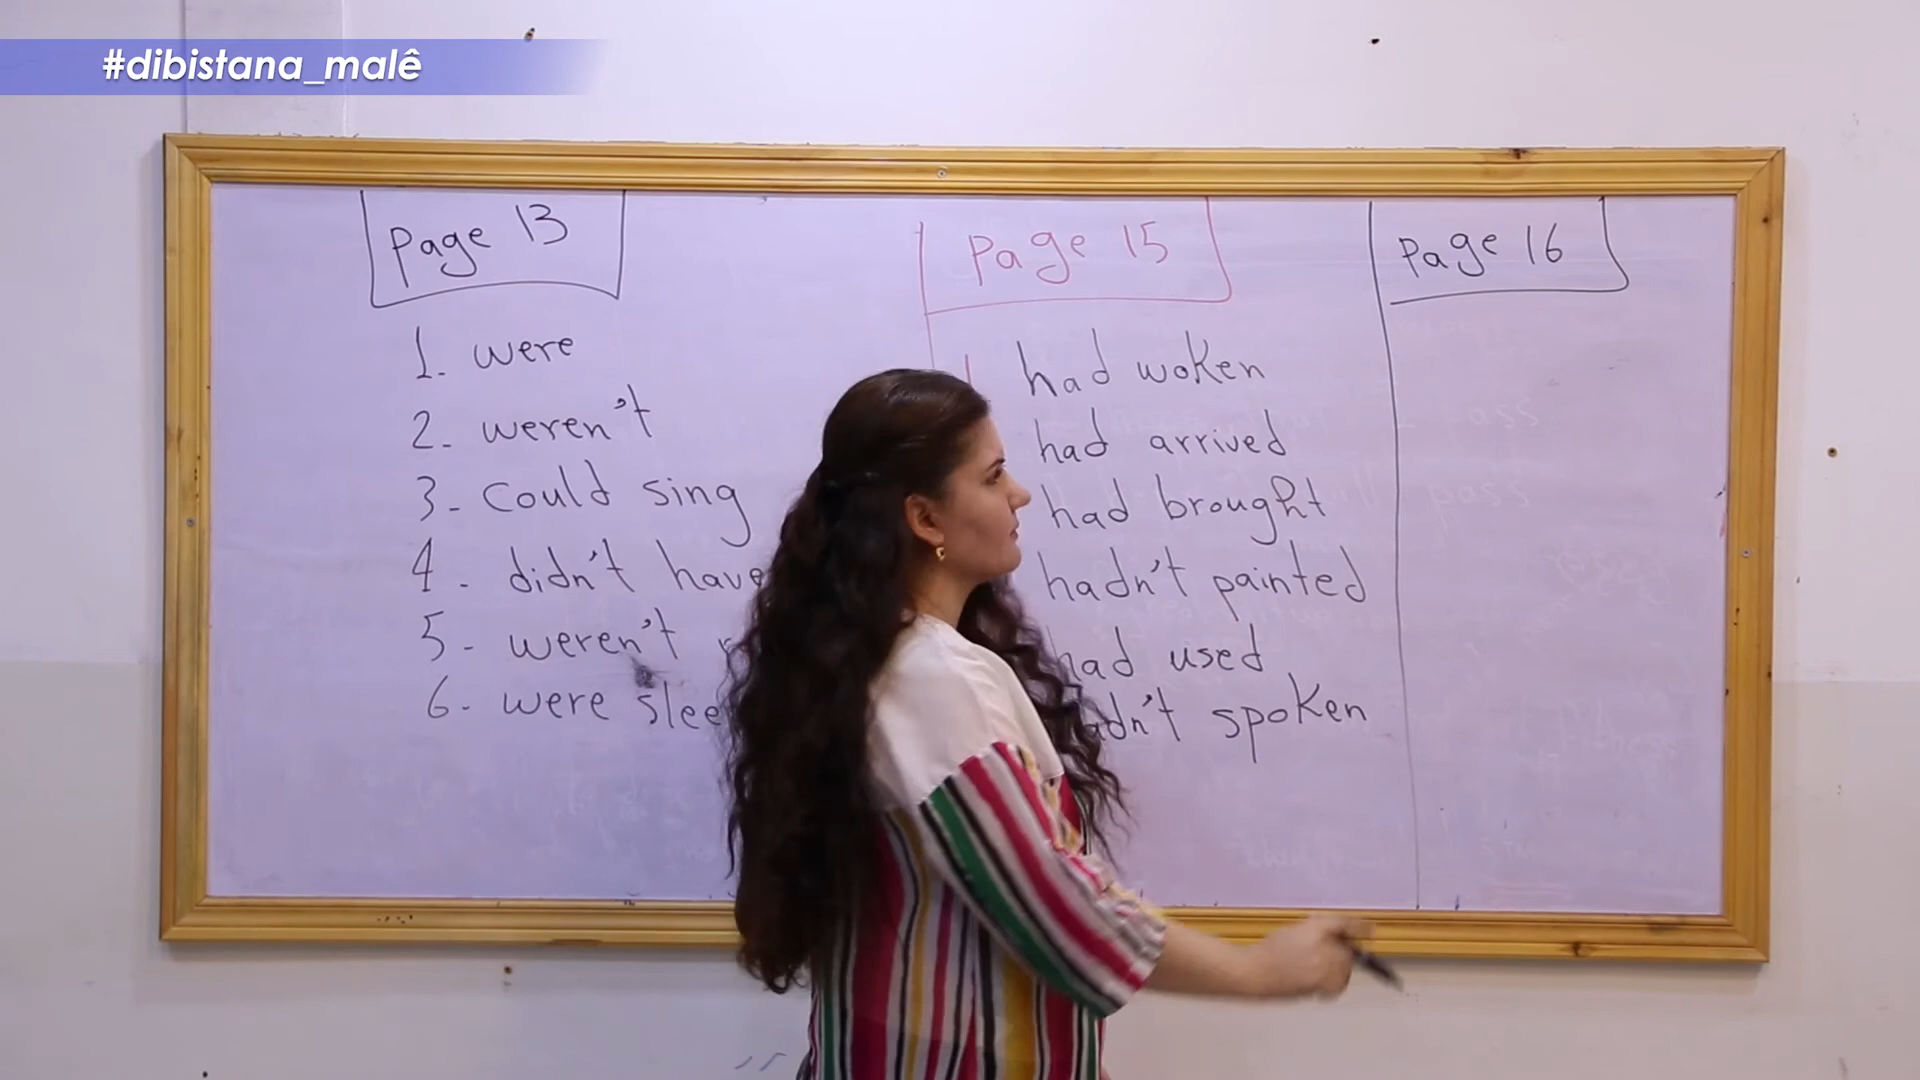 #dibistana_malê
Page 13
1. were
2. weren't
3. could sing
4. didn't have
5. weren't
6. were
Page 15
had woken
had arrived
had brought
hadn't painted
had used
spoken
Page 16